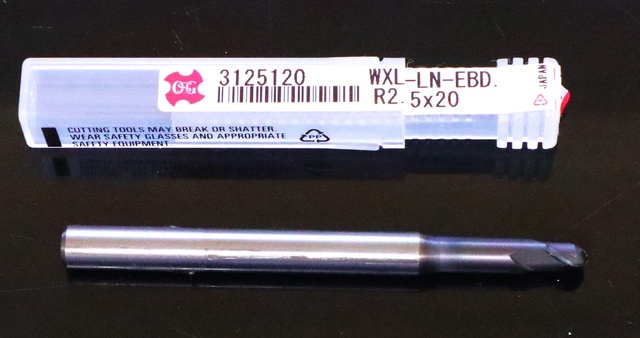 OSG
3125120
WXL-LN-EBD.
R2.5x20
JAPAN
CUTTING TOOLS MAY BREAK OR SHATTER.
WEAR SAFETY GLASSES AND APPROPRIATE
SAFETY EQUIPMENT
PP